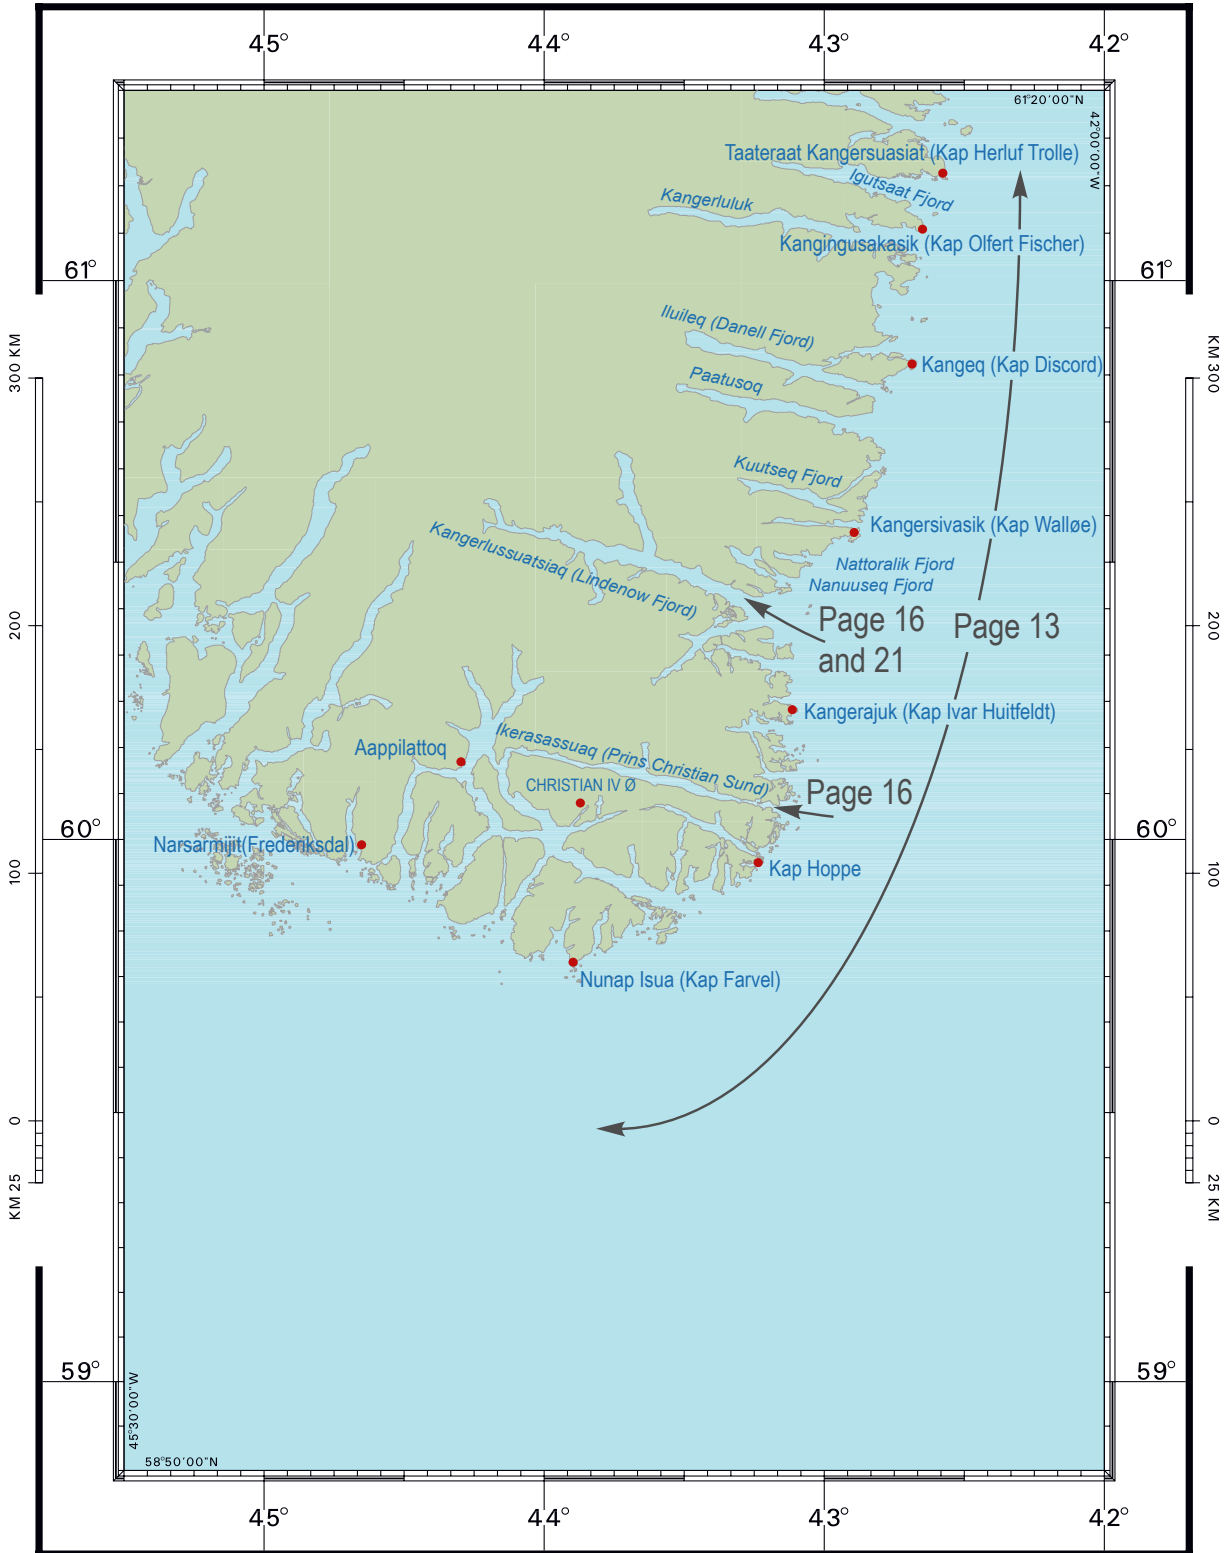 45°
44°
43°
42°
61°20'00"N
42°00'00"W
Taateraat Kangersuasiat (Kap Herluf Trolle)
Igutsaat Fjord
Kangerluluk
Kangingusakasik (Kap Olfert Fischer)
61°
61°
Iluileq (Danell Fjord)
300 KM
KM 300
Kangeq (Kap Discord)
Paatusoq
Kuutseq Fjord
Kangersivasik (Kap Walløe)
Kangerlussuatsiaq (Lindenow Fjord)
Nattoralik Fjord
Nanuuseq Fjord
200
200
Page 16
and 21
Page 13
Kangerajuk (Kap Ivar Huitfeldt)
Ikerasassuaq (Prins Christian Sund)
Aappilattoq
CHRISTIAN IV Ø
Page 16
60°
60°
Narsarmijit(Frederiksdal)
Kap Hoppe
100
100
Nunap Isua (Kap Farvel)
0
0
KM 25
25 KM
59°
59°
45°30'00"W
58°50'00"N
45°
44°
43°
42°